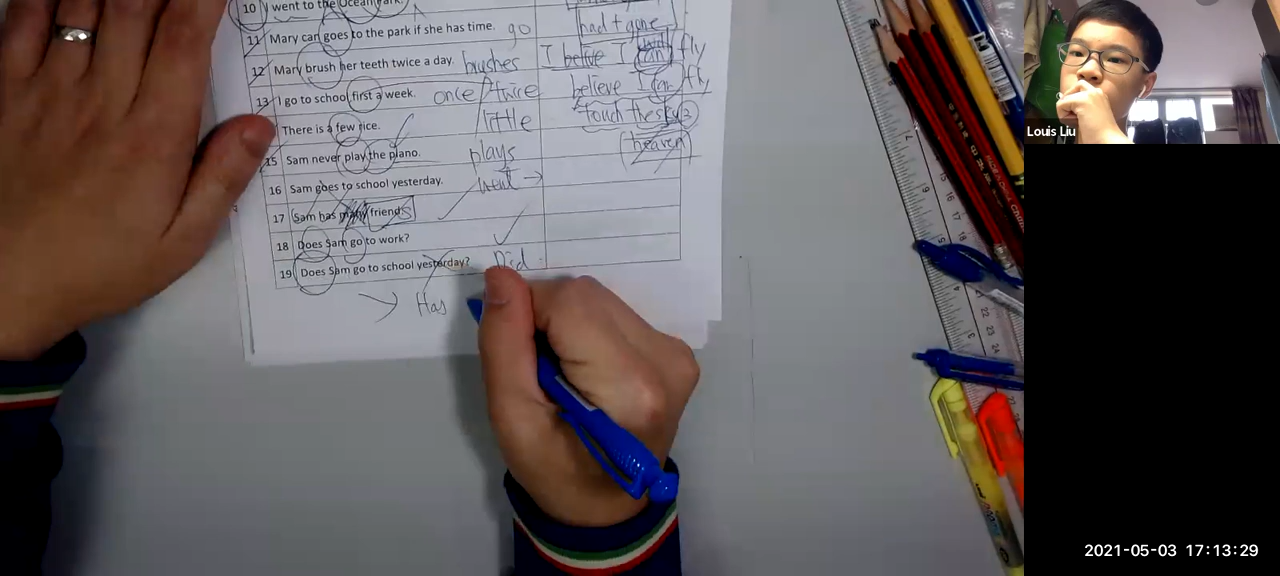 10 I went to the Ocean Park.
11 Mary can goes to the park if she has time. go had + gone
12 Mary brush her teeth twice a day. brushes I belive I can fly
13 I go to school first a week. once / twice believe I can fly
There is a few rice. little touch the sky
15 Sam never play the piano. plays (heaven)
16 Sam goes to school yesterday. went →
17 Sam has friends
18 Does Sam go to work? ✓
19 Does Sam go to school yesterday? Did
Has
Louis Liu
2021-05-03 17:13:29